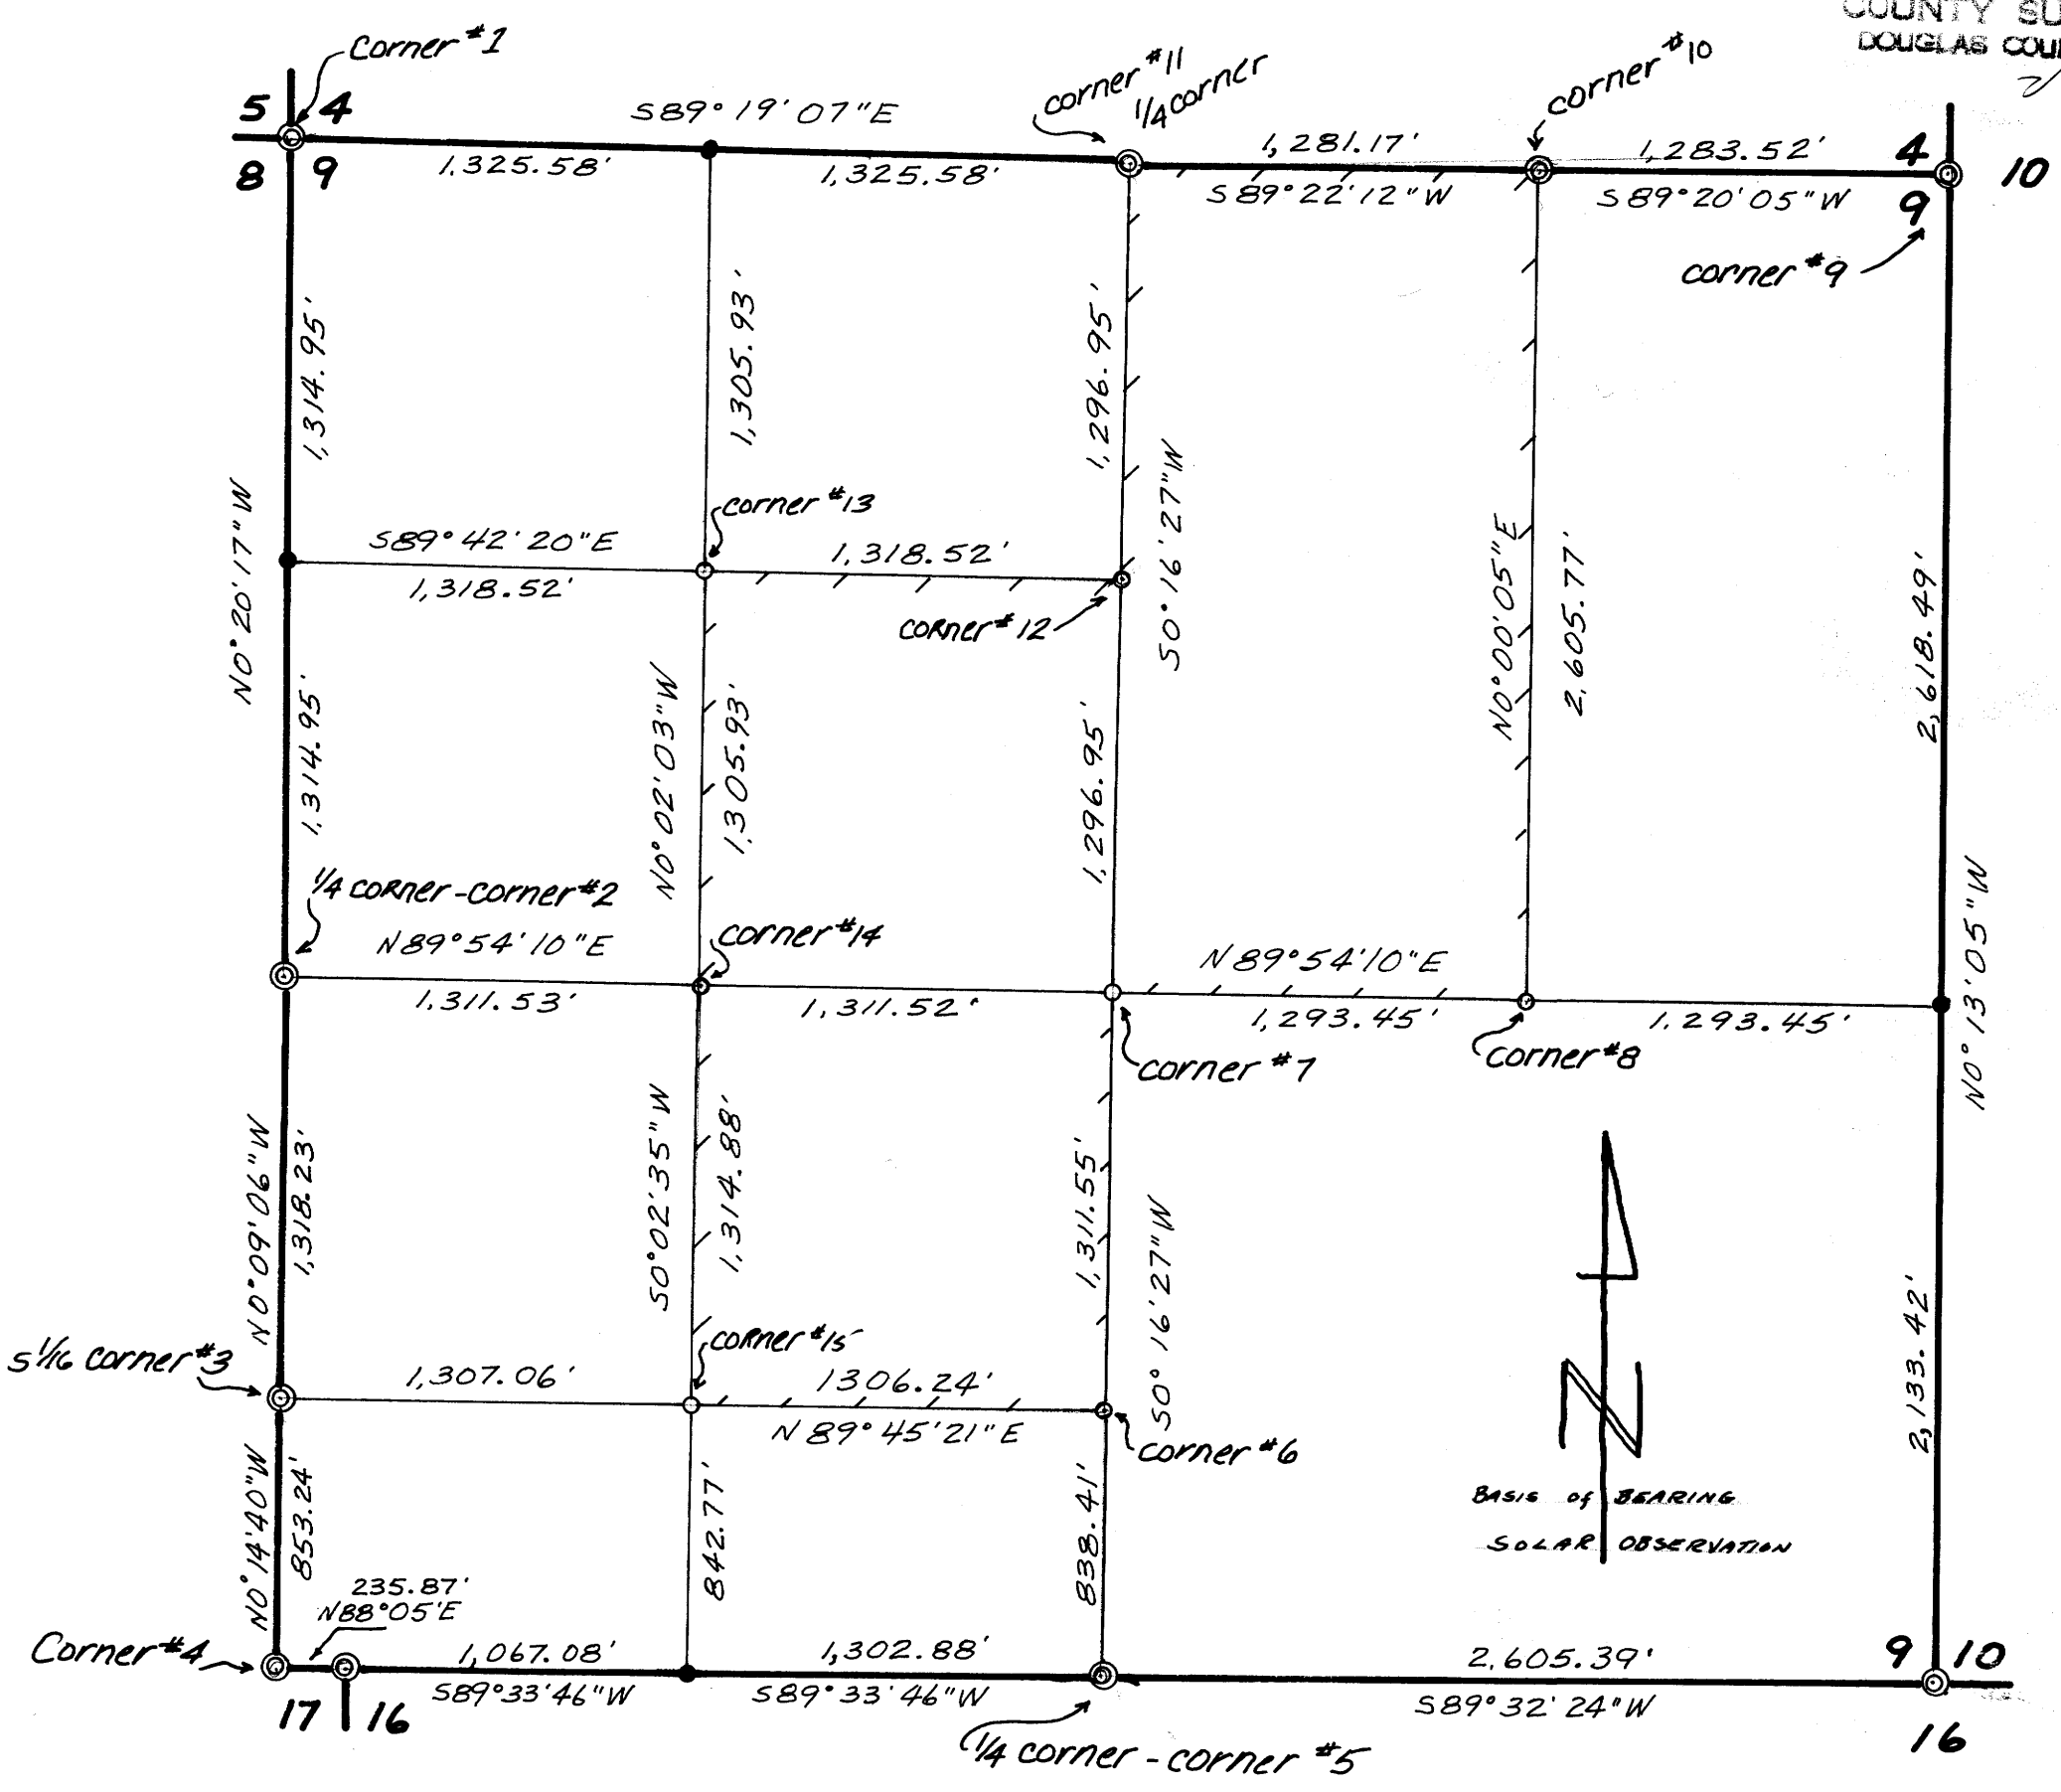 COUNTY SU
DOUGLAS COU
Corner #1
corner #11
1/4 corner
corner #10
5 4
8 9
S89°19'07"E
1,325.58'
1,325.58'
1,281.17'
S89°22'12"W
1,283.52'
S89°20'05"W
4
9
10
corner #9
1,314.95'
1,305.93'
1,296.95'
N0°20'17"W
S0°16'27"W
N0°00'05"E
2,605.77'
2,618.49'
corner #13
S89°42'20"E
1,318.52'
1,318.52'
corner #12
1,314.95'
N0°02'03"W
1,305.93'
1,296.95'
1/4 corner - corner #2
N89°54'10"E
1,311.53'
corner #14
1,311.52'
N89°54'10"E
1,293.45'
1,293.45'
corner #7
corner #8
N0°13'05"W
N0°09'06"W
1,318.23'
S0°02'35"W
1,314.88'
1,311.55'
S0°16'27"W
2,133.42'
S 1/16 corner #3
1,307.06'
corner #15
1306.24'
N89°45'21"E
corner #6
N0°14'40"W
853.24'
842.77'
838.41'
BASIS of BEARING
SOLAR OBSERVATION
235.87'
N88°05'E
Corner #4
1,067.08'
S89°33'46"W
1,302.88'
S89°33'46"W
2,605.39'
S89°32'24"W
9 10
17 16
16
1/4 corner - corner #5